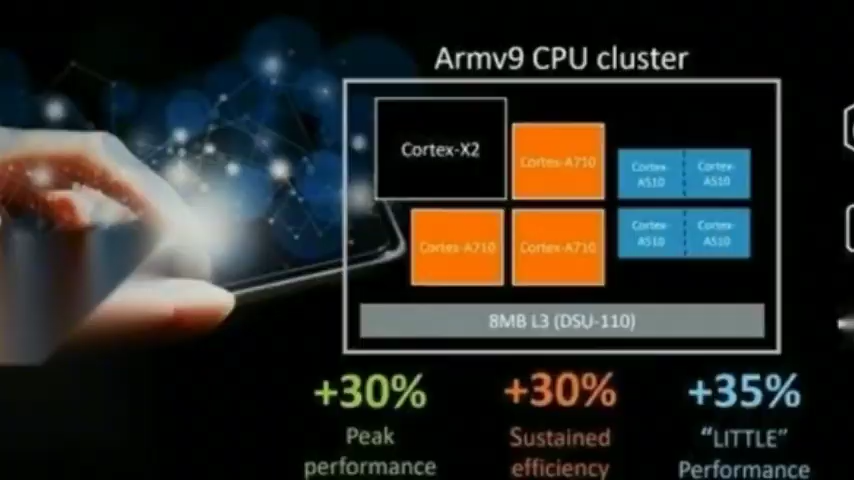 Armv9 CPU cluster
Cortex-X2
Cortex-A710
Cortex-
A510
Cortex-
A510
Cortex-A710
Cortex-A710
Cortex-
A510
Cortex-
A510
8MB L3 (DSU-110)
+30%
+30%
+35%
Peak
performance
Sustained
efficiency
“LITTLE”
Performance